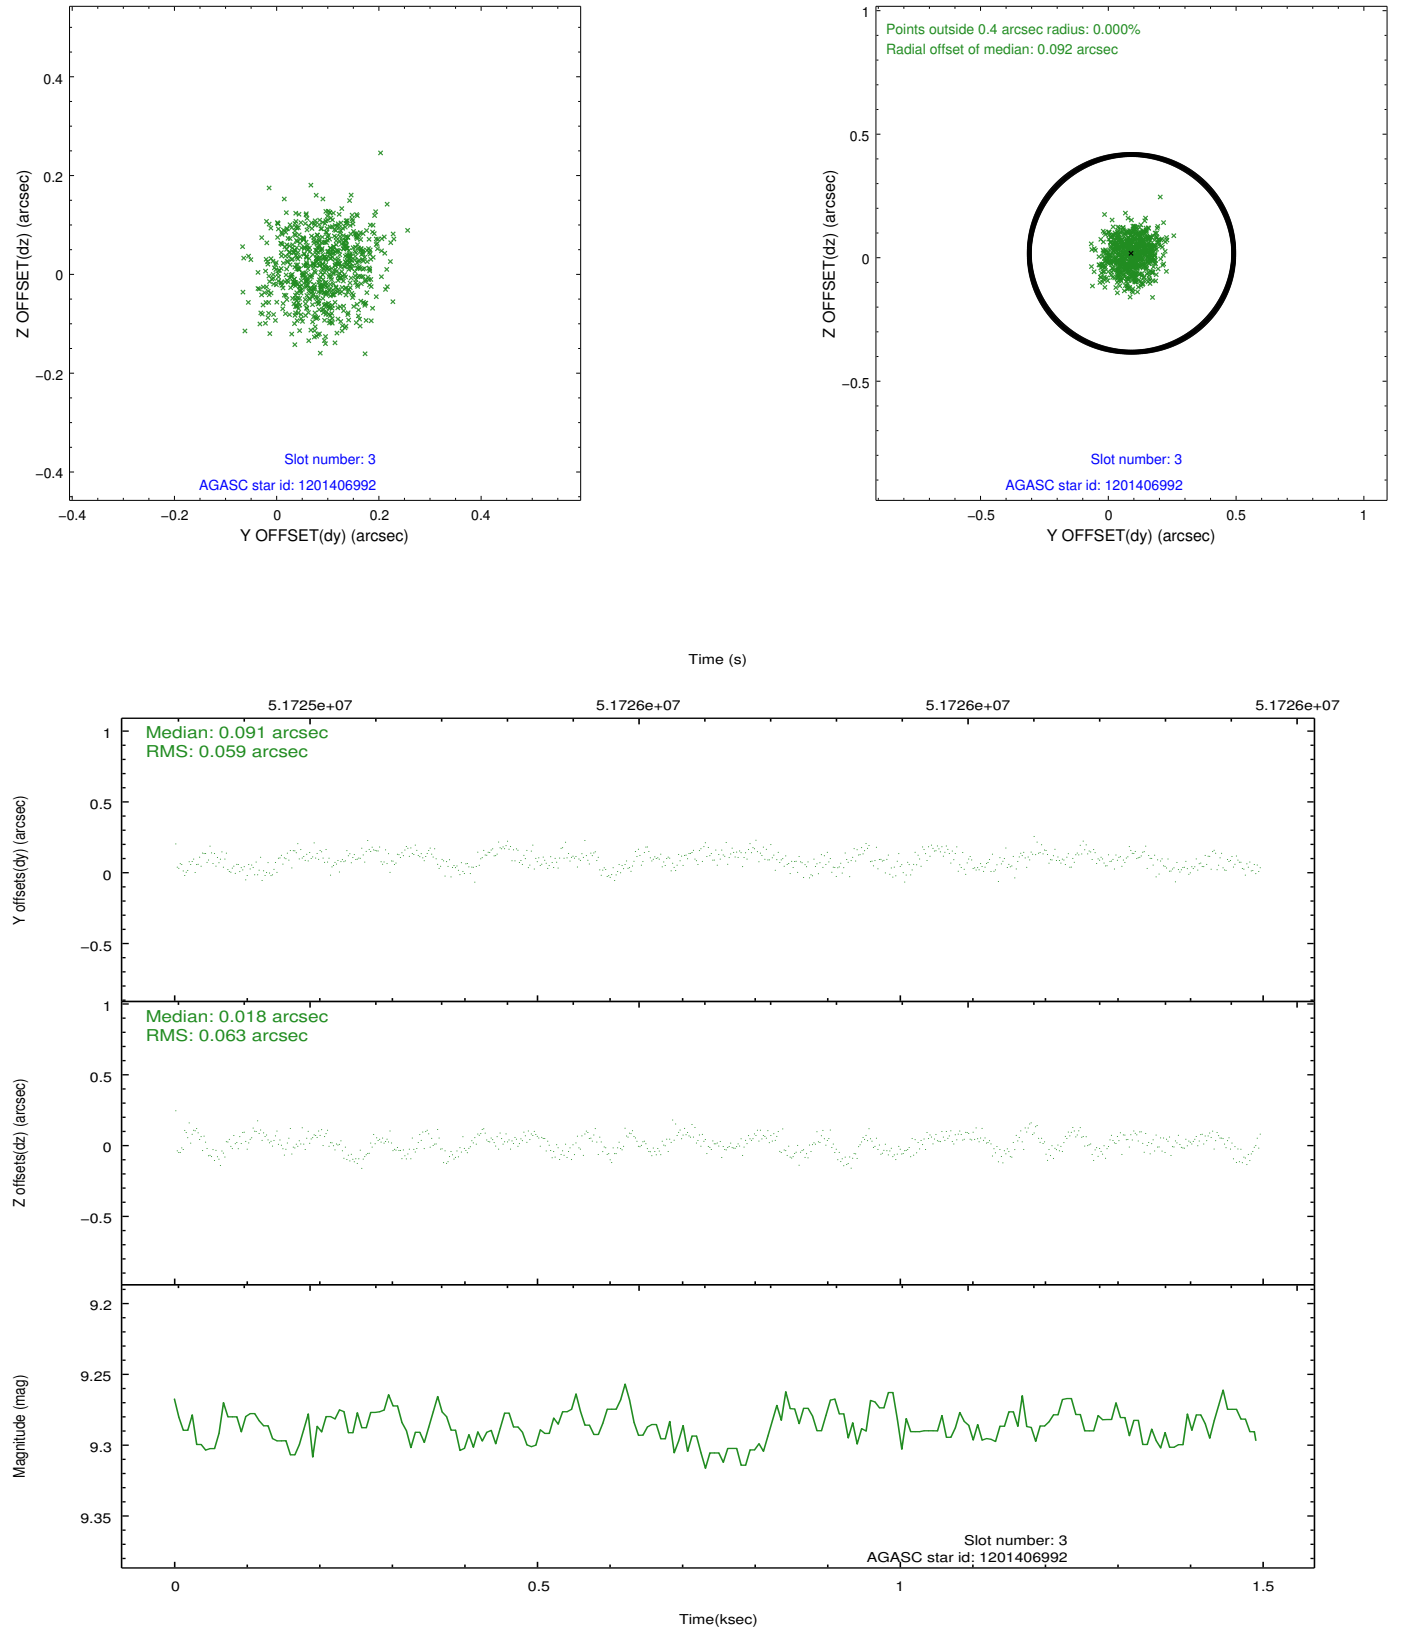 0.4
0.2
0
−0.2
−0.4
Z OFFSET(dz) (arcsec)
Slot number: 3
AGASC star id: 1201406992
−0.4 −0.2 0 0.2 0.4
Y OFFSET(dy) (arcsec)
Points outside 0.4 arcsec radius: 0.000%
Radial offset of median: 0.092 arcsec
1
0.5
0
−0.5
Z OFFSET(dz) (arcsec)
Slot number: 3
AGASC star id: 1201406992
−0.5 0 0.5 1
Y OFFSET(dy) (arcsec)
Time (s)
5.1725e+07 5.1726e+07 5.1726e+07 5.1726e+07
Median: 0.091 arcsec
RMS: 0.059 arcsec
1
0.5
0
−0.5
Y offsets(dy) (arcsec)
Median: 0.018 arcsec
RMS: 0.063 arcsec
1
0.5
0
−0.5
Z offsets(dz) (arcsec)
9.2
9.25
9.3
9.35
Magnitude (mag)
Slot number: 3
AGASC star id: 1201406992
0 0.5 1 1.5
Time(ksec)